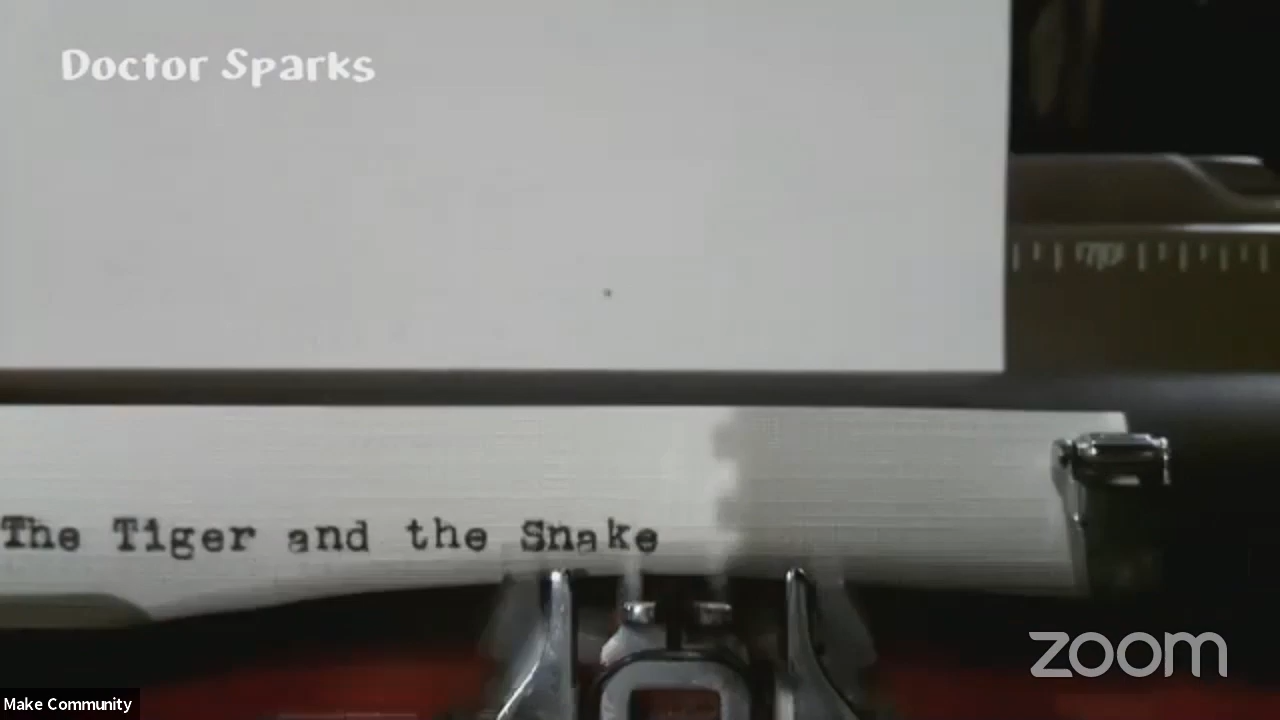 Doctor Sparks
The Tiger and the Snake
zoom
Make Community